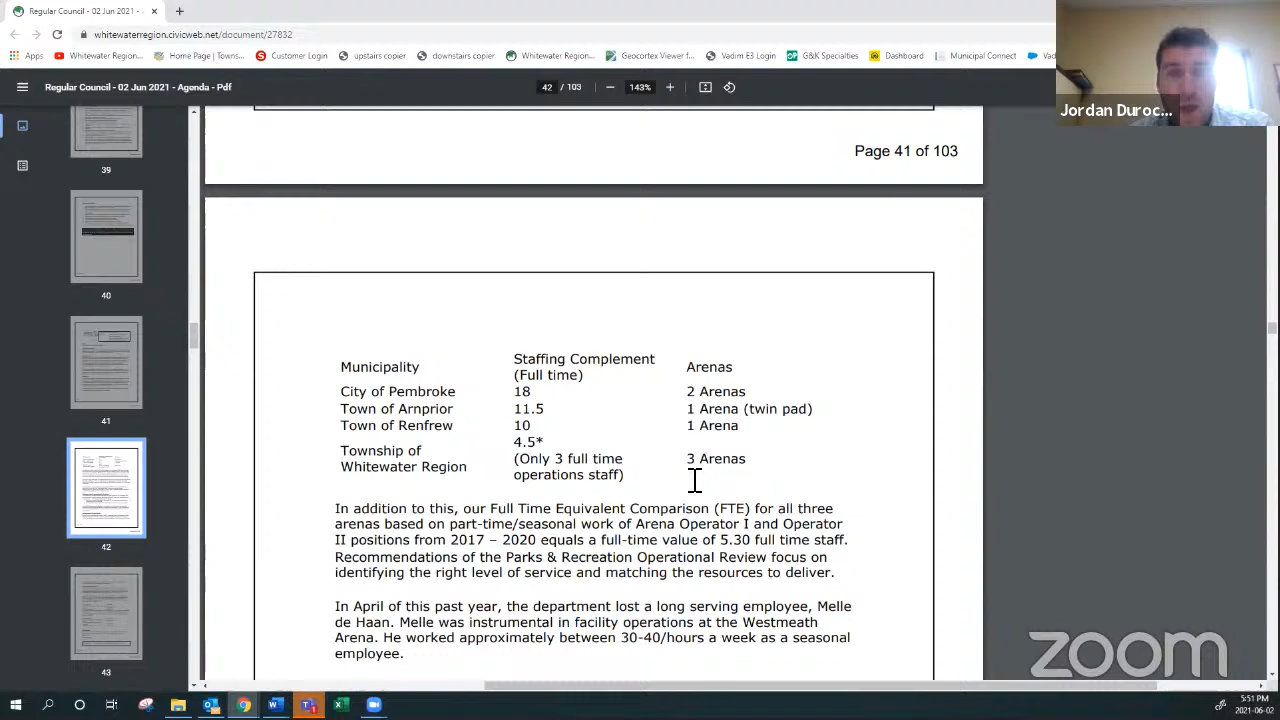 Regular Council - 02 Jun 2021 -
whitewaterregion.civicweb.net/document/27832
Apps
Whitewater Region...
Home Page | Towns...
Customer Login
upstairs copier
downstairs copier
Whitewater Region...
Geocortex Viewer f...
Vadim E3 Login
G&K Specialties
Dashboard
Municipal Connect
Vad
Regular Council - 02 Jun 2021 - Agenda - Pdf
42 / 103
143%
Jordan Duroc...
39
40
41
42
43
Page 41 of 103
Municipality Staffing Complement (Full time) Arenas
City of Pembroke 18 2 Arenas
Town of Arnprior 11.5 1 Arena (twin pad)
Town of Renfrew 10 1 Arena
Township of Whitewater Region 4.5* (Only 3 full time operations staff) 3 Arenas
In addition to this, our Full Time Equivalent Comparison (FTE) for all three
arenas based on part-time/seasonal work of Arena Operator I and Operator
II positions from 2017 – 2020 equals a full-time value of 5.30 full time staff.
Recommendations of the Parks & Recreation Operational Review focus on
identifying the right level of service and matching the resources to deliver.
In April of this past year, the department lost a long serving employee, Melle
de Haan. Melle was instrumental in facility operations at the Westmeath
Arena. He worked approximately between 30-40/hours a week as a seasonal
employee.
zoom
5:51 PM
2021-06-02